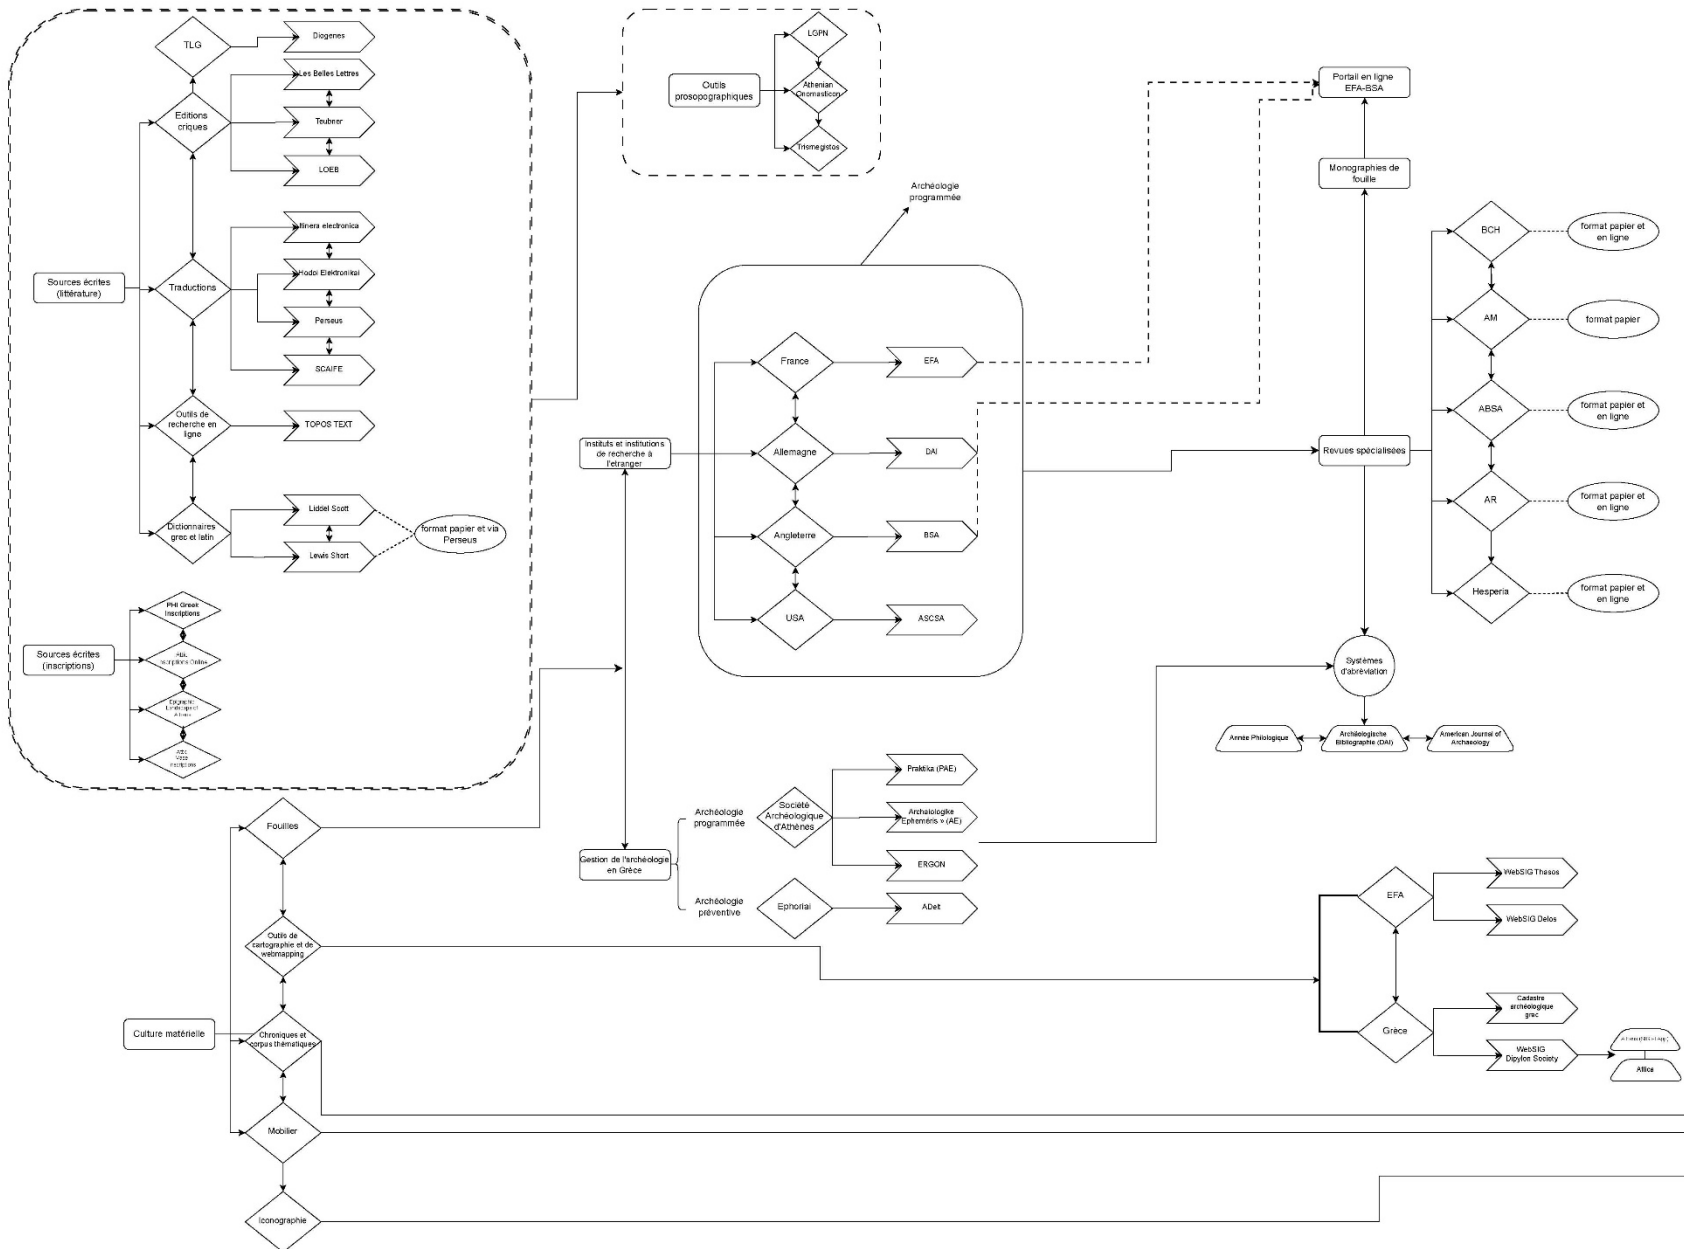 TLG
Diogenes
Les Belles Lettres
Editions
criques
Teubner
LOEB
Itinera electronica
Hodoi Elektronikai
Sources écrites
(littérature)
Traductions
Perseus
SCAIFE
Outils de
recherche en
ligne
TOPOS TEXT
Dictionnaires
grec et latin
Liddel Scott
Lewis Short
format papier et via
Perseus
PHI Greek
Inscriptions
Sources écrites
(inscriptions)
Inscriptions Online
Inscriptions
Outils
prosopographiques
LGPN
Athenian
Onomasticon
Trismegistos
Archéologie
programmée
Instituts et institutions
de recherche à
l'etranger
France
EFA
Allemagne
DAI
Angleterre
BSA
USA
ASCSA
Portail en ligne
EFA-BSA
Monographies de
fouille
Revues spécialisées
BCH
format papier et
en ligne
AM
format papier
ABSA
format papier et
en ligne
AR
format papier et
en ligne
Hesperia
format papier et
en ligne
Systèmes
d'abréviation
Année Philologique
Archäologische
Bibliographie (DAI)
American Journal of
Archaeology
Gestion de l'archéologie
en Grèce
Archéologie
programmée
Société
Archéologique
d'Athènes
Praktika (PAE)
Archaiologike
Ephemeris » (AE)
ERGON
Archéologie
préventive
Ephoriai
ADelt
Culture matérielle
Fouilles
Outils de
cartographie et de
webmapping
Chroniques et
corpus thématiques
Mobilier
Iconographie
EFA
WebSIG Thasos
WebSIG Delos
Grèce
Cadastre
archéologique
grec
WebSIG
Dipylon Society
Attica